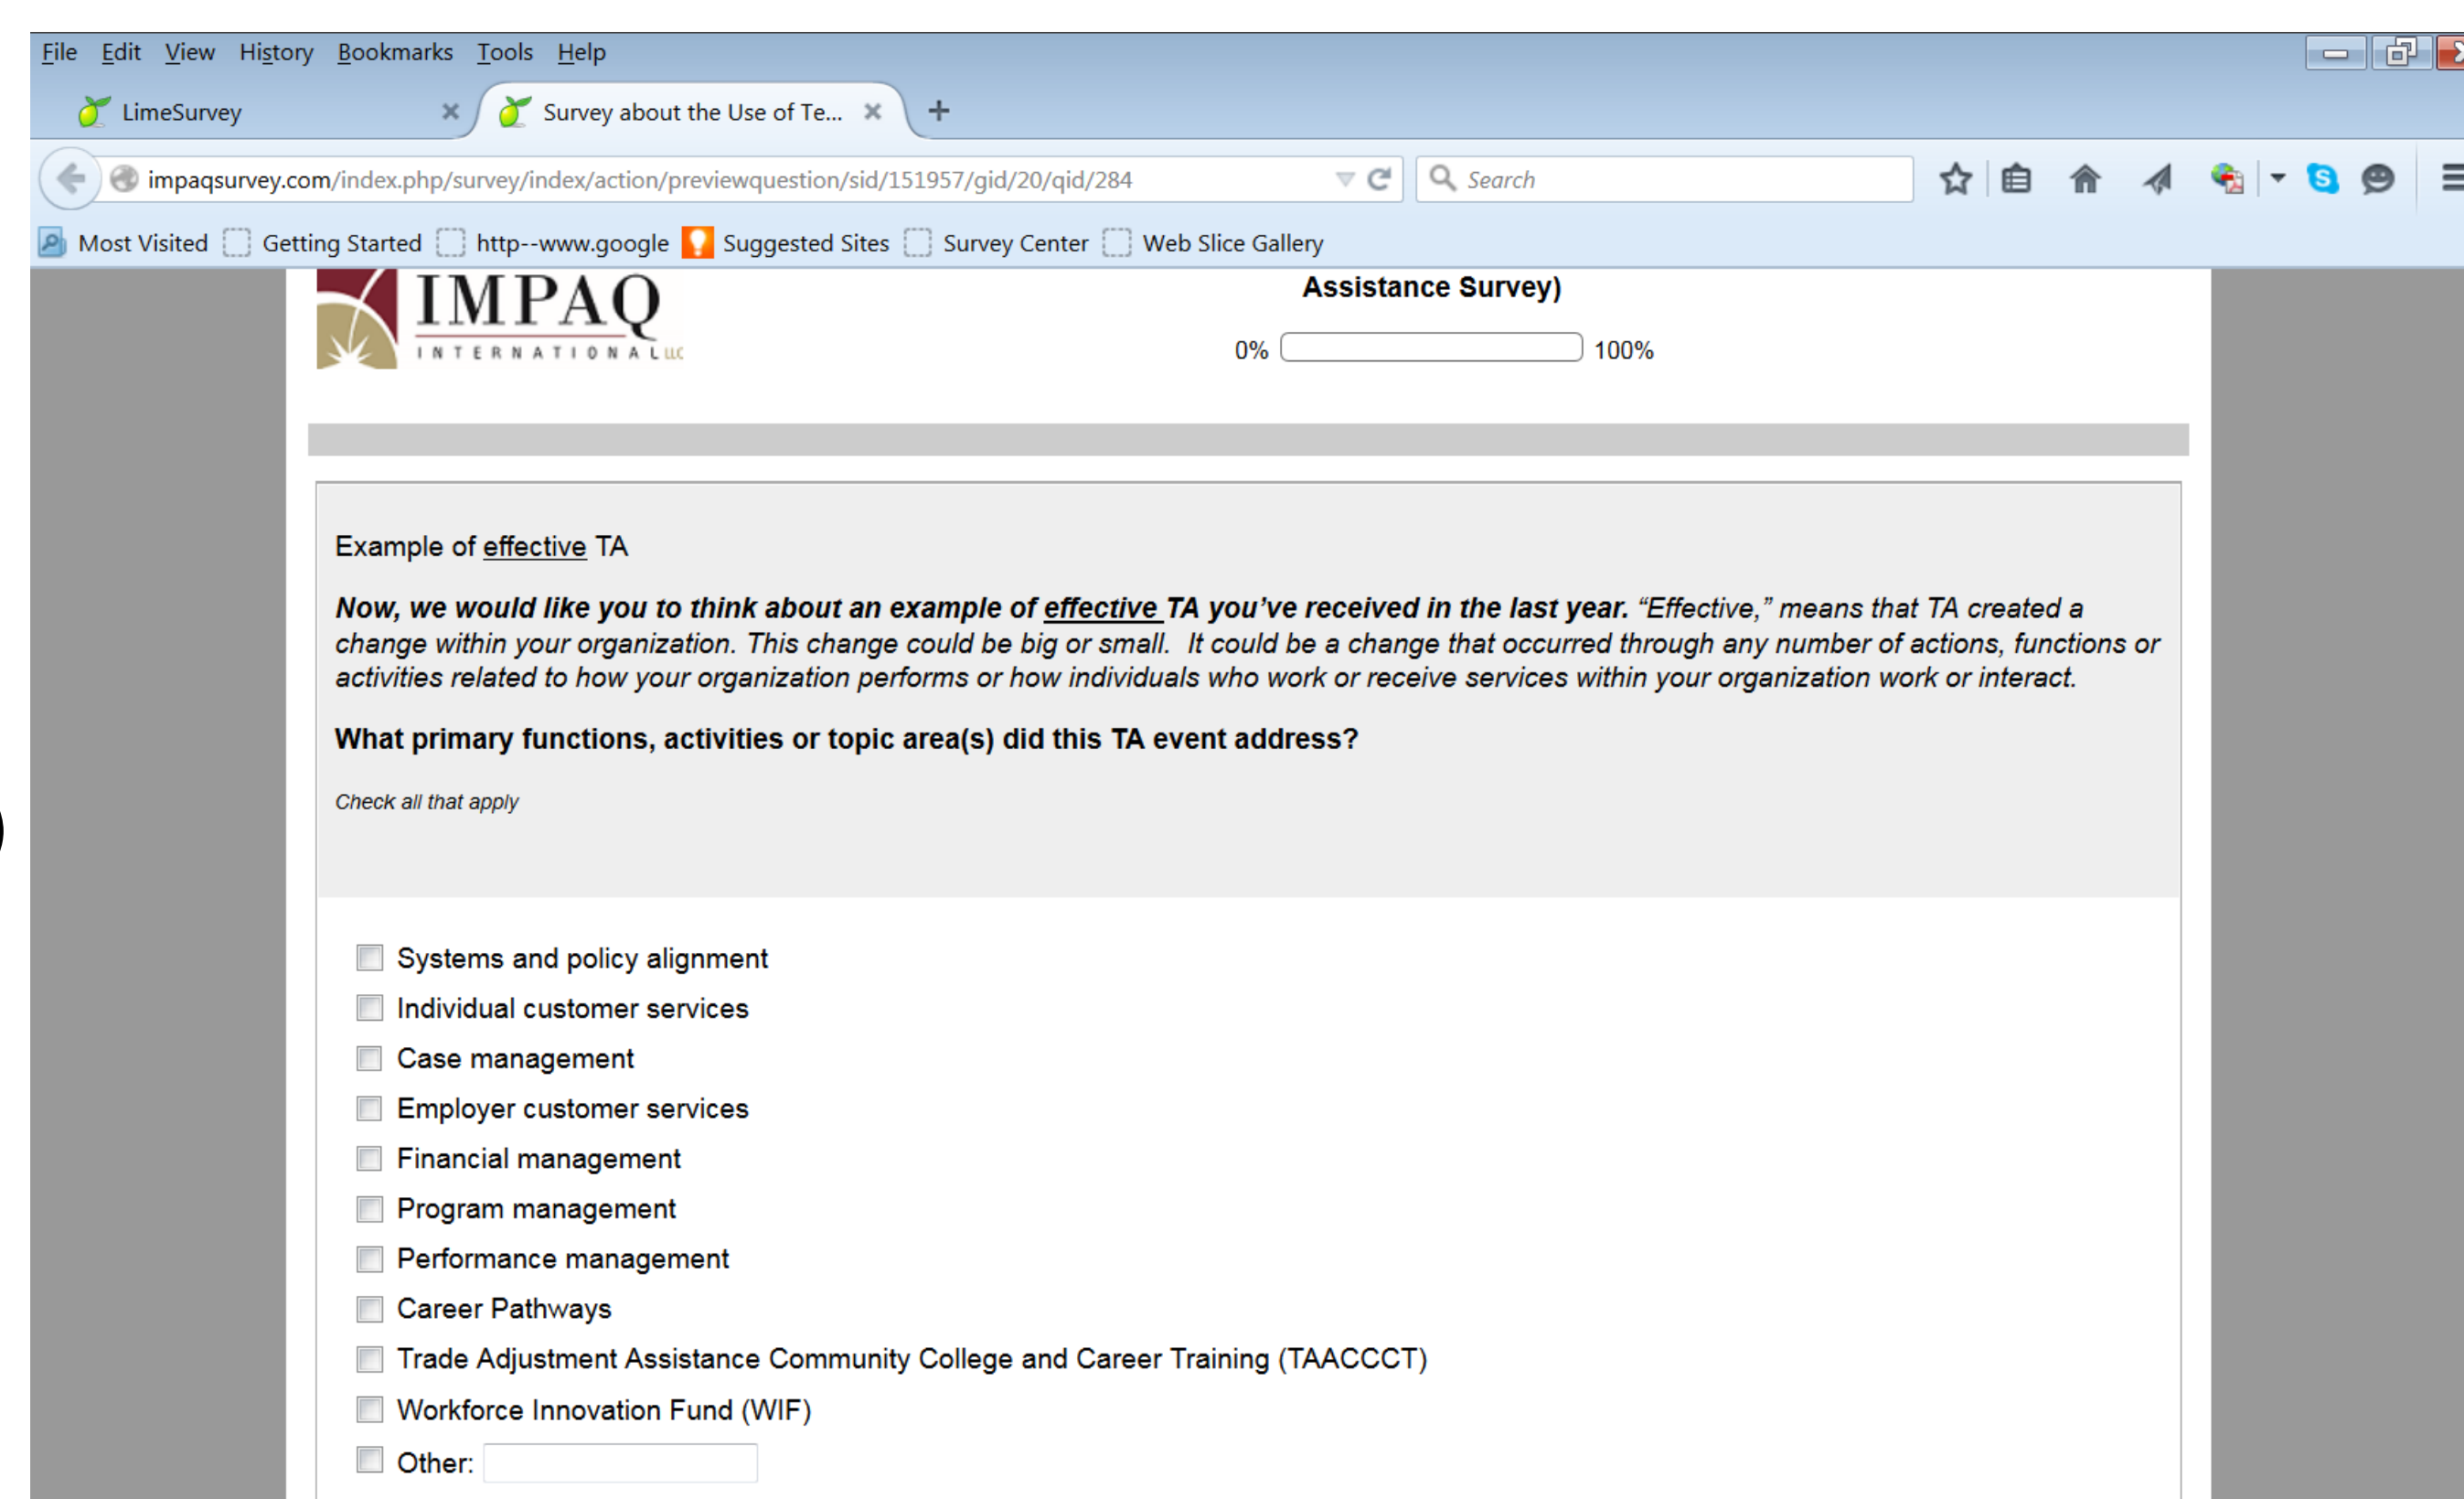 File Edit View History Bookmarks Tools Help
LimeSurvey Survey about the Use of Te...
impaqsurvey.com/index.php/survey/index/action/previewquestion/sid/151957/gid/20/qid/284 Search
Most Visited Getting Started http--www.google Suggested Sites Survey Center Web Slice Gallery
IMPAQ
INTERNATIONAL LLC
Assistance Survey)
0% 100%
Example of effective TA
Now, we would like you to think about an example of effective TA you’ve received in the last year. “Effective,” means that TA created a
change within your organization. This change could be big or small. It could be a change that occurred through any number of actions, functions or
activities related to how your organization performs or how individuals who work or receive services within your organization work or interact.
What primary functions, activities or topic area(s) did this TA event address?
Check all that apply
)
Systems and policy alignment
Individual customer services
Case management
Employer customer services
Financial management
Program management
Performance management
Career Pathways
Trade Adjustment Assistance Community College and Career Training (TAACCCT)
Workforce Innovation Fund (WIF)
Other: